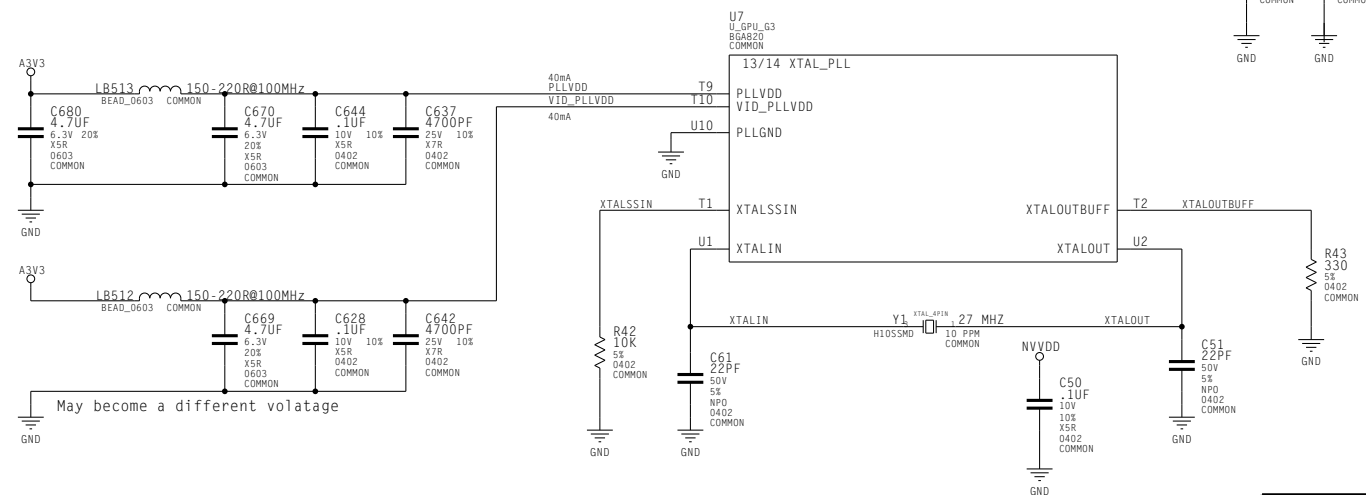 COMMON
COMMON
GND
GND
U7
U_GPU_G3
BGA820
COMMON
13/14 XTAL_PLL
A3V3
LB513 150-220R@100MHz
BEAD_0603 COMMON
C680
4.7UF
6.3V 20%
X5R
0603
COMMON
C670
4.7UF
6.3V
20%
X5R
0603
COMMON
C644
.1UF
10V 10%
X5R
0402
COMMON
C637
4700PF
25V 10%
X7R
0402
COMMON
GND
40mA
PLLVDD
VID_PLLVDD
40mA
T9 PLLVDD
T10 VID_PLLVDD
U10 PLLGND
GND
XTALSSIN T1 XTALSSIN
XTALOUTBUFF T2 XTALOUTBUFF
U1 XTALIN
XTALOUT U2
R43
330
5%
0402
COMMON
GND
A3V3
LB512 150-220R@100MHz
BEAD_0603 COMMON
C669
4.7UF
6.3V
20%
X5R
0603
COMMON
C628
.1UF
10V 10%
X5R
0402
COMMON
C642
4700PF
25V 10%
X7R
0402
COMMON
May become a different volatage
GND
R42
10K
5%
0402
COMMON
GND
XTALIN
Y1 XTAL_4PIN 27 MHZ
H10SSMD 10 PPM
COMMON
XTALOUT
C61
22PF
50V
5%
NPO
0402
COMMON
GND
NVVDD
C50
.1UF
10V
10%
X5R
0402
COMMON
GND
C51
22PF
50V
5%
NPO
0402
COMMON
GND